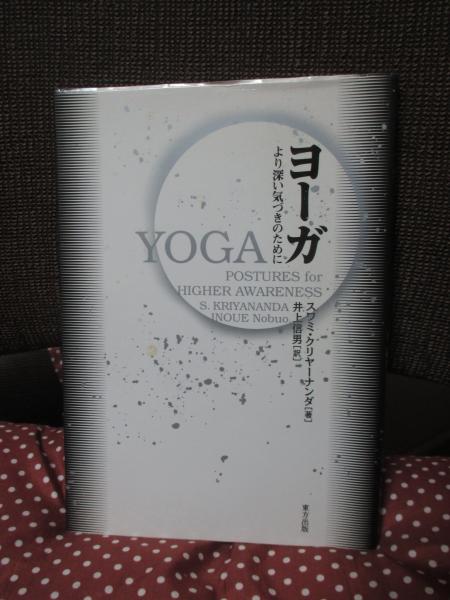 ヨーガ
より深い気づきのために
YOGA
POSTURES for
HIGHER AWARENESS
S. KRIYANANDA
INOUE Nobuo
スワミ・クリヤーナンダ[著]
井上信男[訳]
東方出版